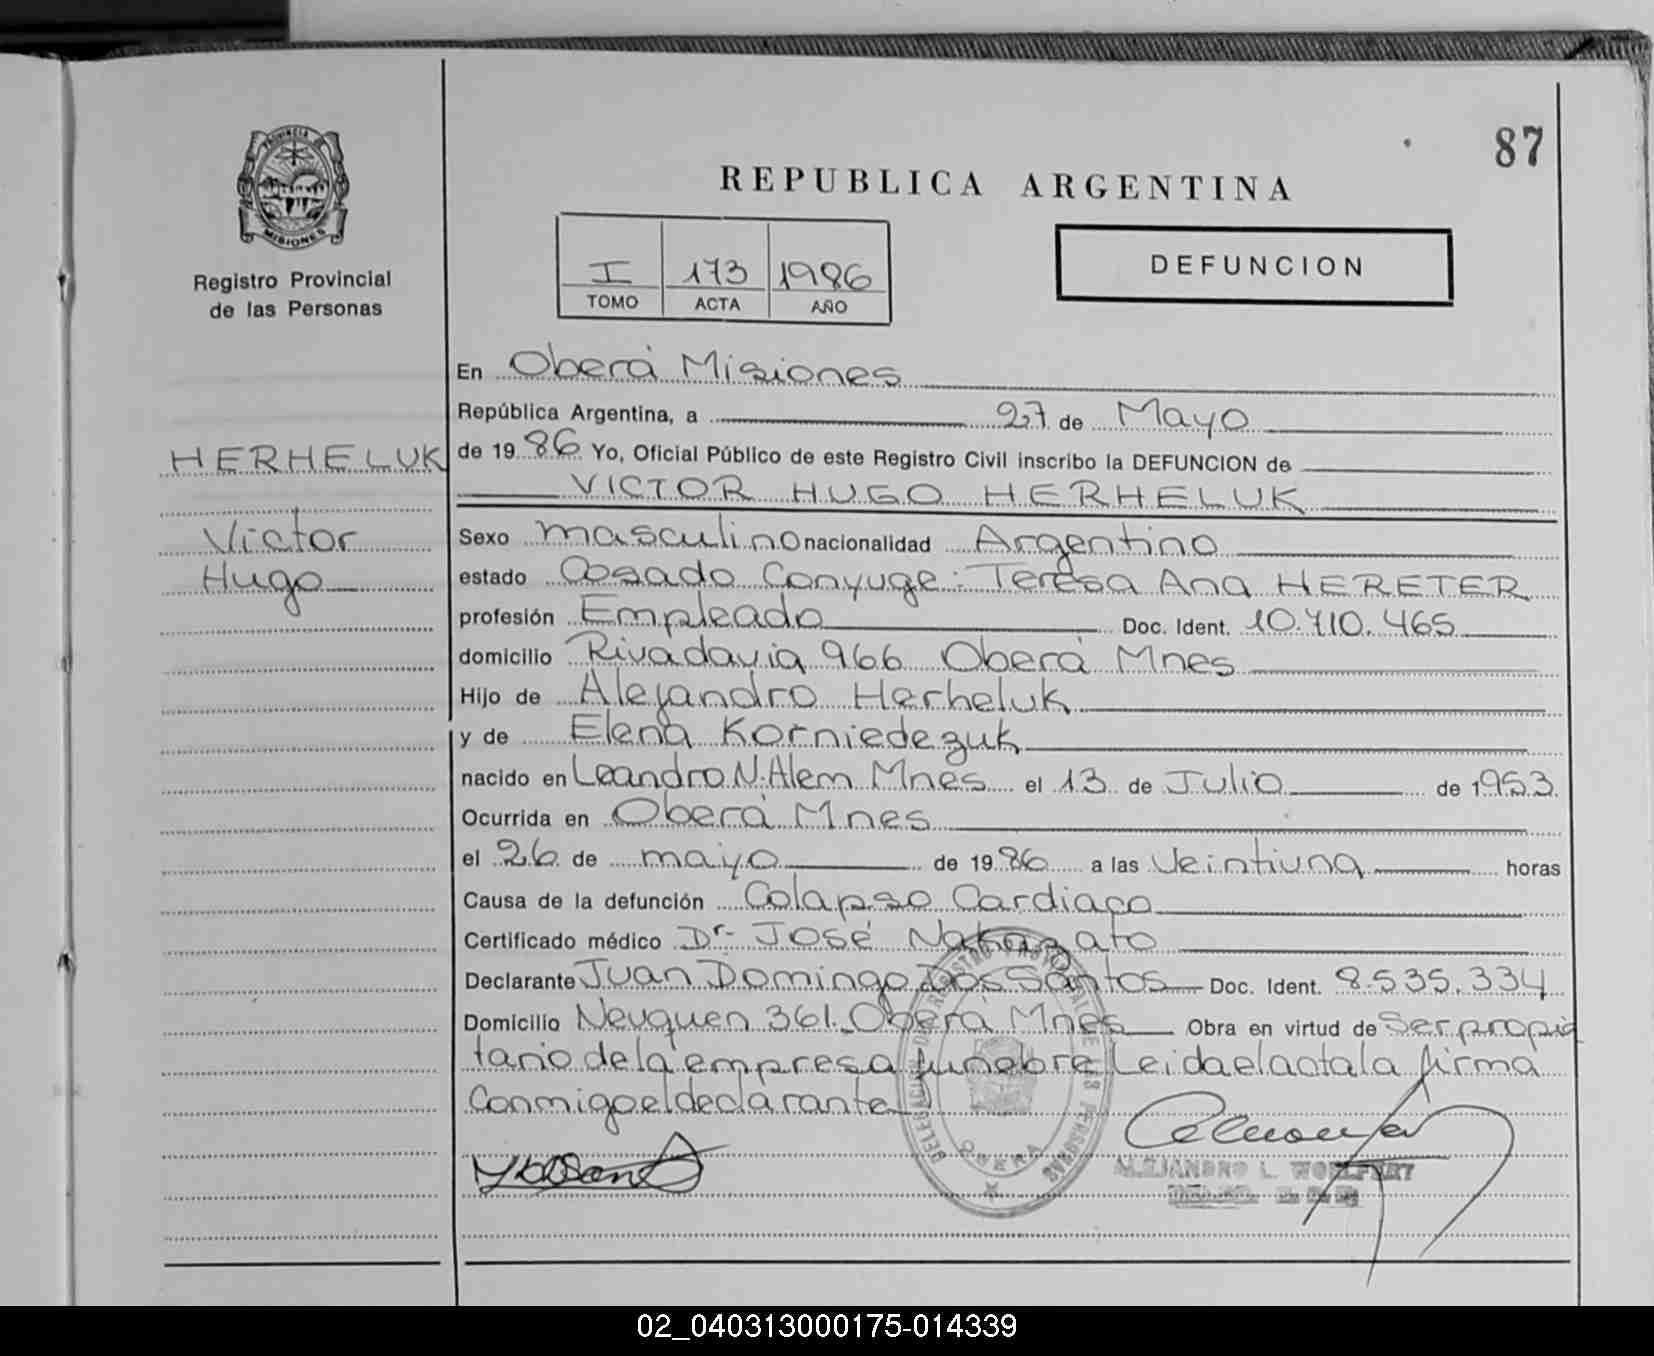 87
REPUBLICA ARGENTINA
PROVINCIA
MISIONES
Registro Provincial
de las Personas
I 173 1986
TOMO ACTA AÑO
DEFUNCION
En Oberá Misiones
República Argentina, a 27 de Mayo
HERHELUK
Victor
Hugo
de 1986 Yo, Oficial Público de este Registro Civil inscribo la DEFUNCION de
VICTOR HUGO HERHELUK
Sexo masculino nacionalidad Argentino
estado Casado Conyuge: Teresa Ana HERETER
profesión Empleado Doc. Ident. 10.710.465
domicilio Rivadavia 966 Oberá Mnes
Hijo de Alejandro Herheluk
y de Elena Korniedezuk
nacido en Leandro N. Alem Mnes el 13 de Julio de 1953
Ocurrida en Oberá Mnes
el 26 de mayo de 1986 a las Veintiuna horas
Causa de la defunción Colapso Cardiaco
Certificado médico Dr. José Nakazato
Declarante Juan Domingo Dos Santos Doc. Ident. 8.535.334
Domicilio Neuquen 361. Oberá Mnes Obra en virtud de Ser propie
tario de la empresa funebre Leida el acta la firma
Conmigo el declarante
ALEJANDRO L. WOELFERT
OBERA
02_040313000175-014339